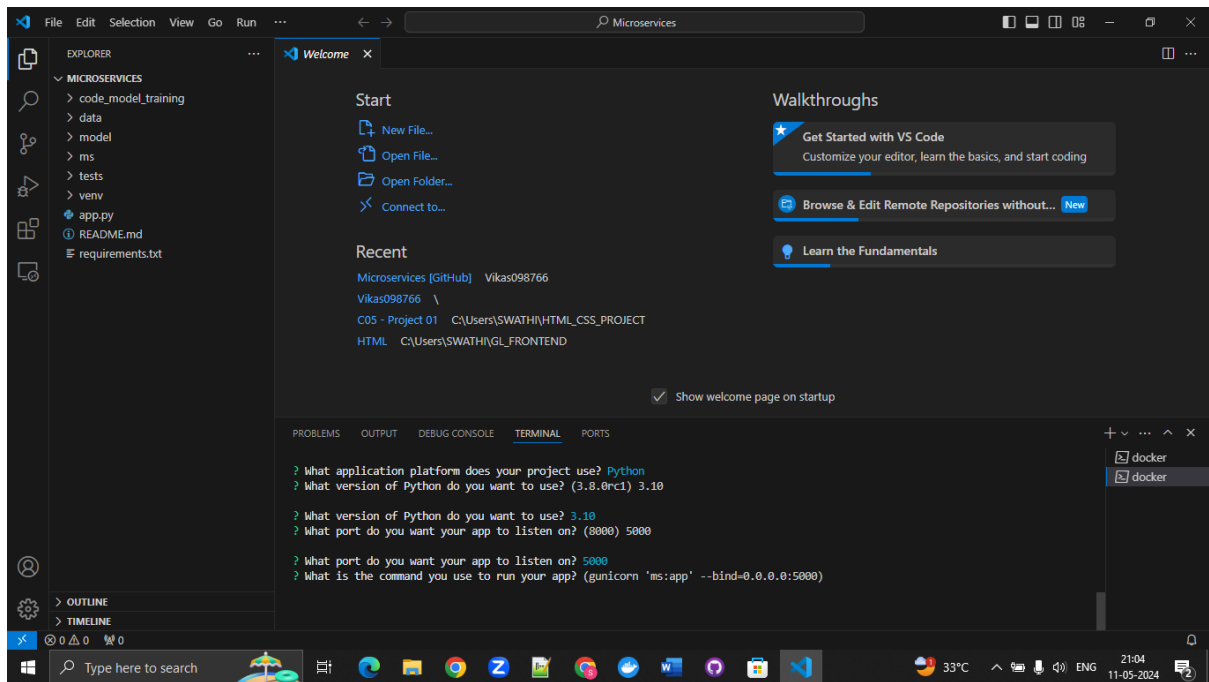 File Edit Selection View Go Run ···
Microservices
EXPLORER
MICROSERVICES
code_model_training
data
model
ms
tests
venv
app.py
README.md
requirements.txt
OUTLINE
TIMELINE
Welcome
Start
New File...
Open File...
Open Folder...
Connect to...
Recent
Microservices [GitHub] Vikas098766
Vikas098766 \
C05 - Project 01 C:\Users\SWATHI\HTML_CSS_PROJECT
HTML C:\Users\SWATHI\GL_FRONTEND
Walkthroughs
Get Started with VS Code
Customize your editor, learn the basics, and start coding
Browse & Edit Remote Repositories without... New
Learn the Fundamentals
Show welcome page on startup
PROBLEMS OUTPUT DEBUG CONSOLE TERMINAL PORTS
? What application platform does your project use? Python
? What version of Python do you want to use? (3.8.0rc1) 3.10
? What version of Python do you want to use? 3.10
? What port do you want your app to listen on? (8000) 5000
? What port do you want your app to listen on? 5000
? What is the command you use to run your app? (gunicorn 'ms:app' --bind=0.0.0.0:5000)
docker
docker
0 0 0
Type here to search
33°C
ENG
21:04
11-05-2024
2